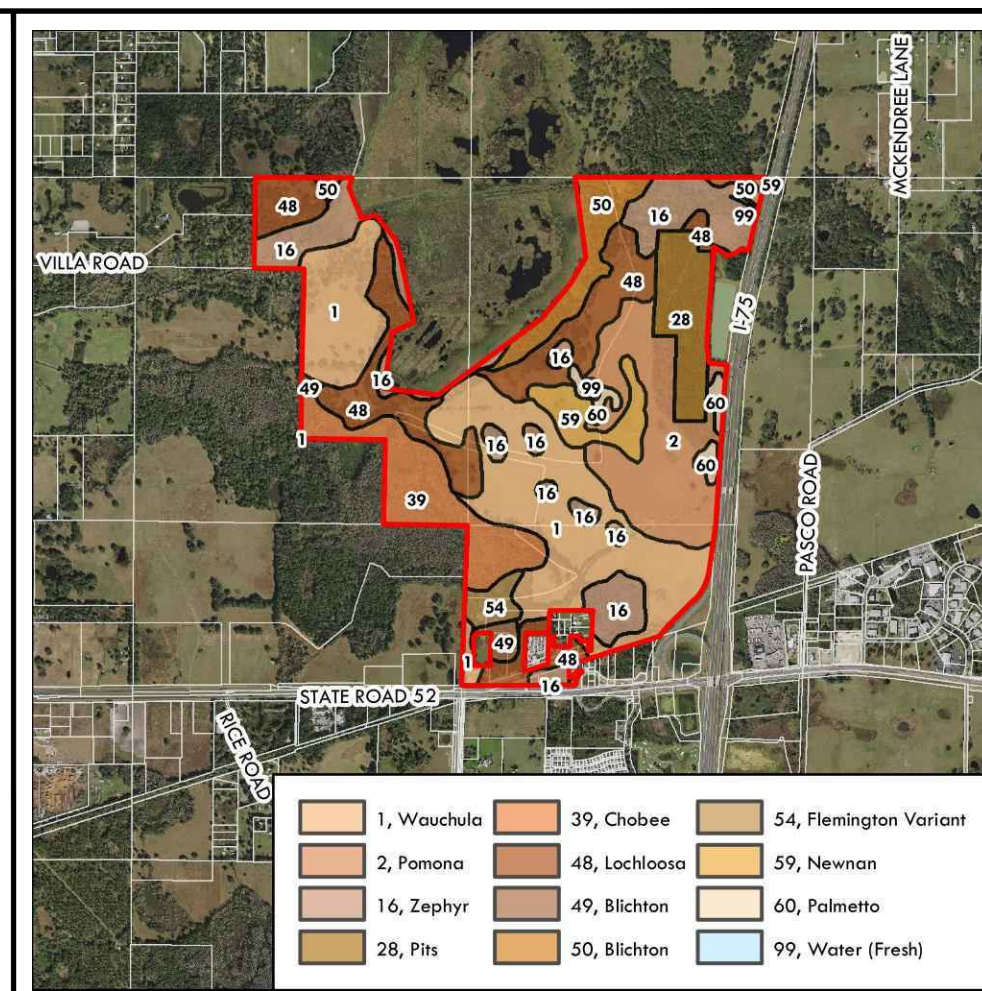 MCKENDREE LANE
50
59
48
50
50
16
99
16
48
VILLA ROAD
16
48
I-75
1
28
16
49
16
99
60
48
59
60
1
16
16
2
60
39
16
PASCO ROAD
16
1
16
54
16
49
1
48
16
STATE ROAD 52
RICE ROAD
1, Wauchula
39, Chobee
54, Flemington Variant
2, Pomona
48, Lochloosa
59, Newnan
16, Zephyr
49, Blichton
60, Palmetto
28, Pits
50, Blichton
99, Water (Fresh)